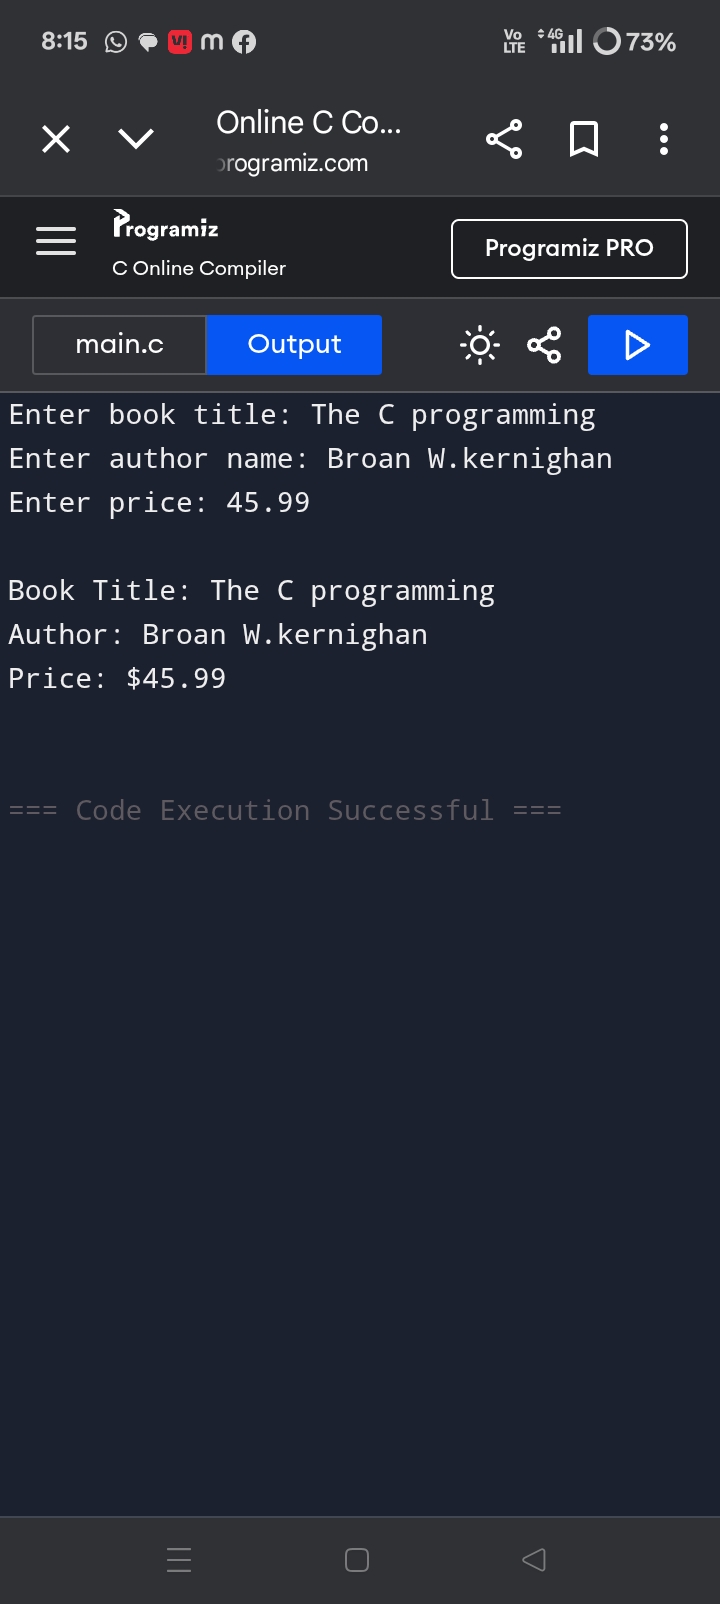 8:15
Vo
LTE
4G
73%
Online C Co...
programiz.com
Programiz
C Online Compiler
Programiz PRO
main.c
Output
Enter book title: The C programming
Enter author name: Broan W.kernighan
Enter price: 45.99
Book Title: The C programming
Author: Broan W.kernighan
Price: $45.99
=== Code Execution Successful ===